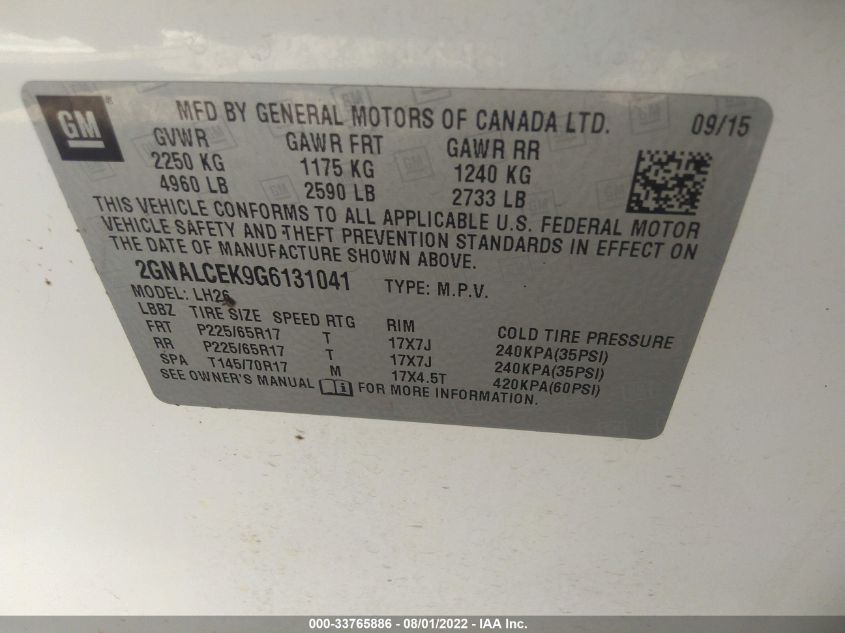 GM
MFD BY GENERAL MOTORS OF CANADA LTD. 09/15
GVWR GAWR FRT GAWR RR
2250 KG 1175 KG 1240 KG
4960 LB 2590 LB 2733 LB
THIS VEHICLE CONFORMS TO ALL APPLICABLE U.S. FEDERAL MOTOR
VEHICLE SAFETY AND THEFT PREVENTION STANDARDS IN EFFECT ON
THE DATE OF MANUFACTURE SHOWN ABOVE.
2GNALCEK9G6131041 TYPE: M.P.V.
MODEL: LH26
LBBZ TIRE SIZE SPEED RTG RIM COLD TIRE PRESSURE
FRT P225/65R17 T 17X7J 240KPA(35PSI)
RR P225/65R17 T 17X7J 240KPA(35PSI)
SPA T145/70R17 M 17X4.5T 420KPA(60PSI)
SEE OWNER'S MANUAL FOR MORE INFORMATION.
000-33765886 - 08/01/2022 - IAA Inc.